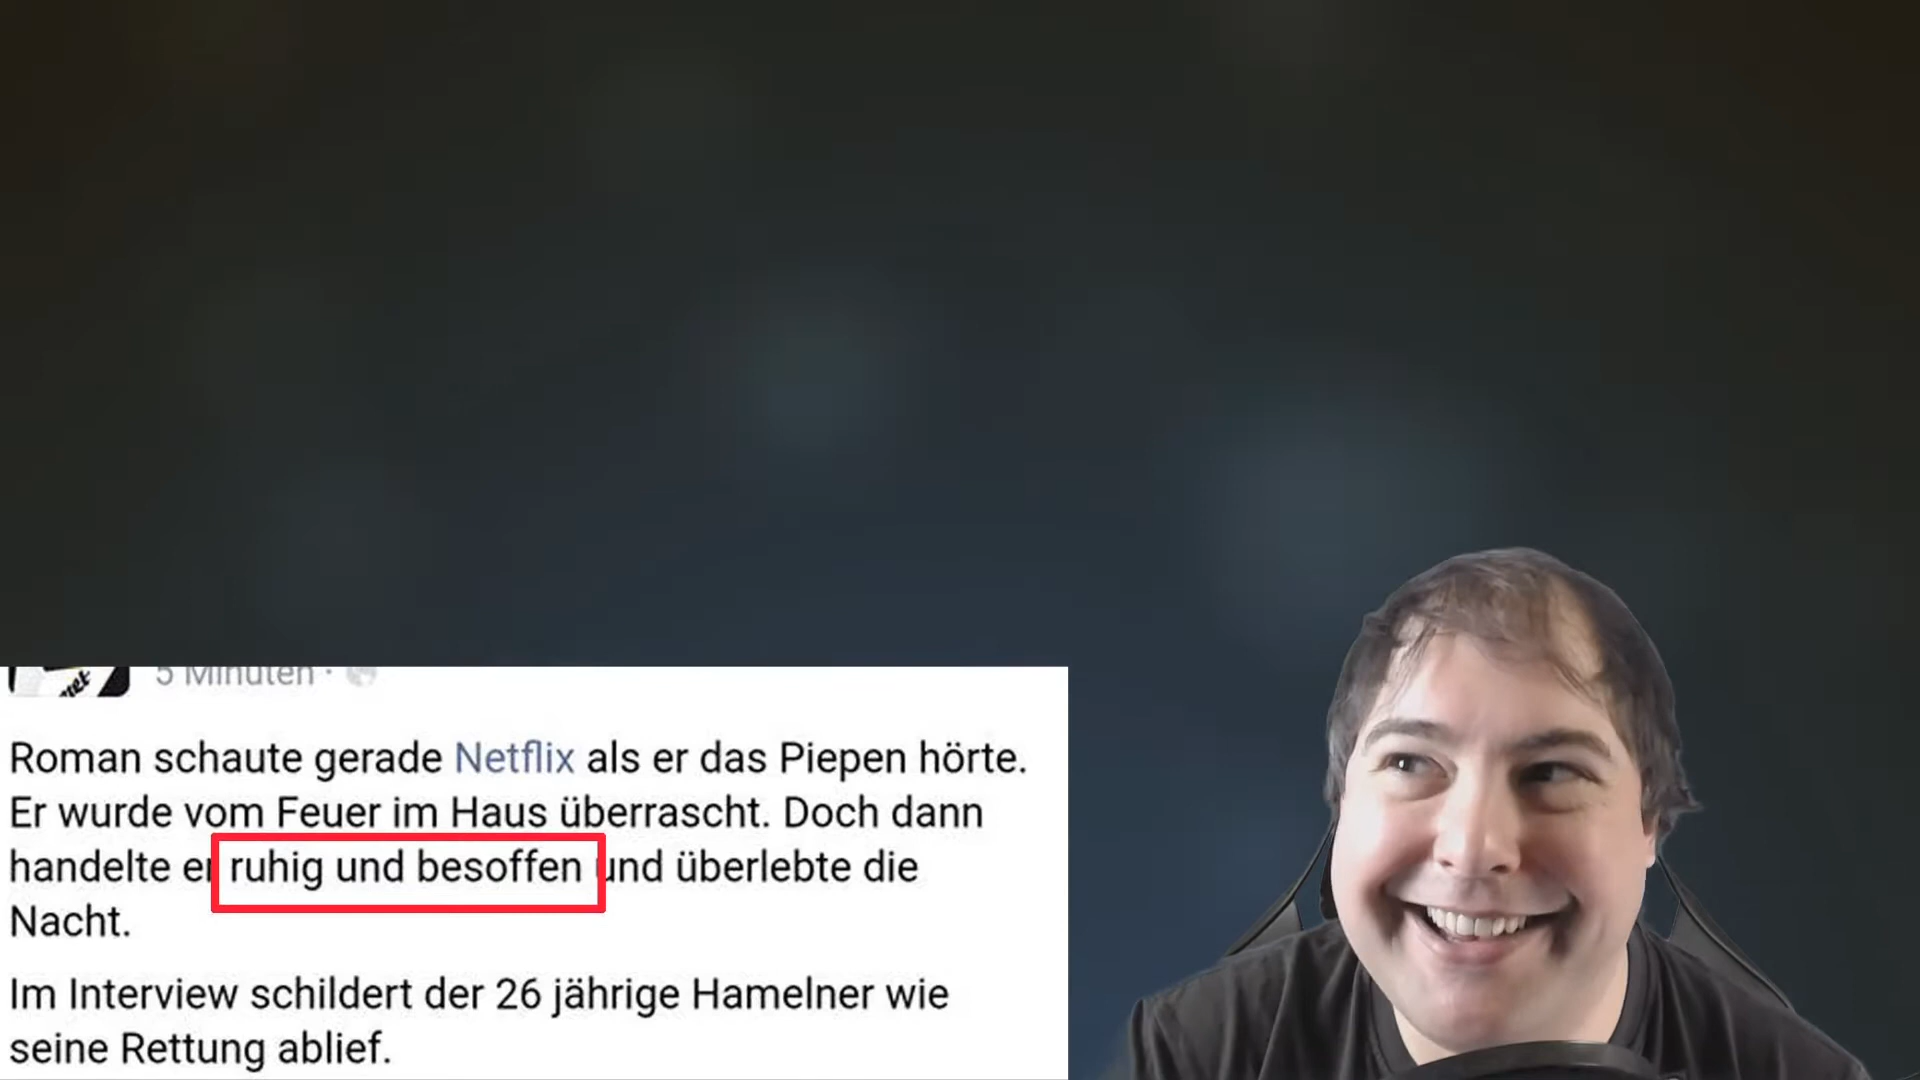 5 Minuten ·
Roman schaute gerade Netflix als er das Piepen hörte.
Er wurde vom Feuer im Haus überrascht. Doch dann
handelte er ruhig und besoffen und überlebte die
Nacht.
Im Interview schildert der 26 jährige Hamelner wie
seine Rettung ablief.